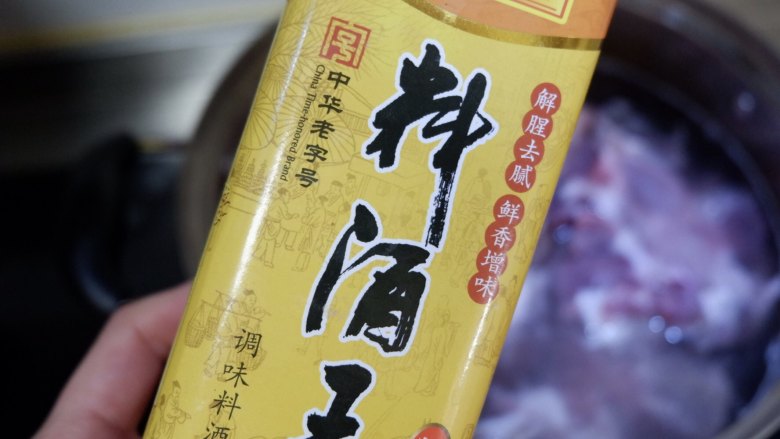 中华老字号
China Time-honored Brand
料酒王
解腥去腻
鲜香增味
调味料酒